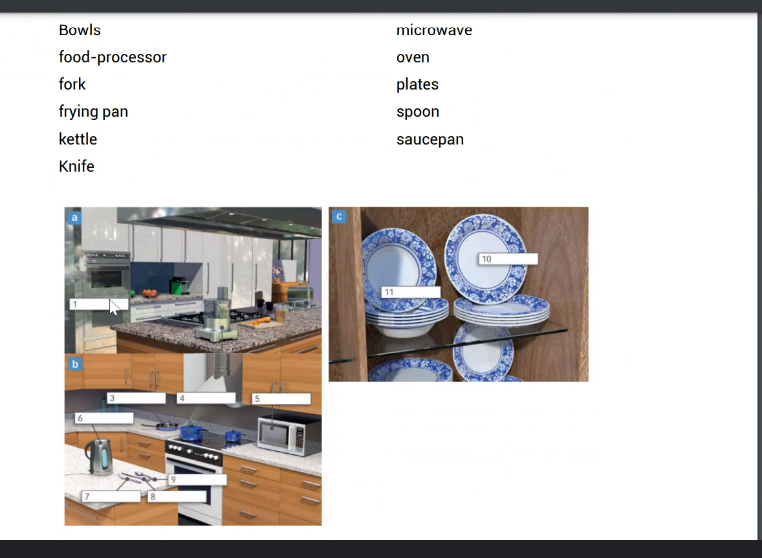 Bowls
microwave
food-processor
oven
fork
plates
frying pan
spoon
kettle
saucepan
Knife
a
c
10
11
1
b
3
4
5
6
9
7
8